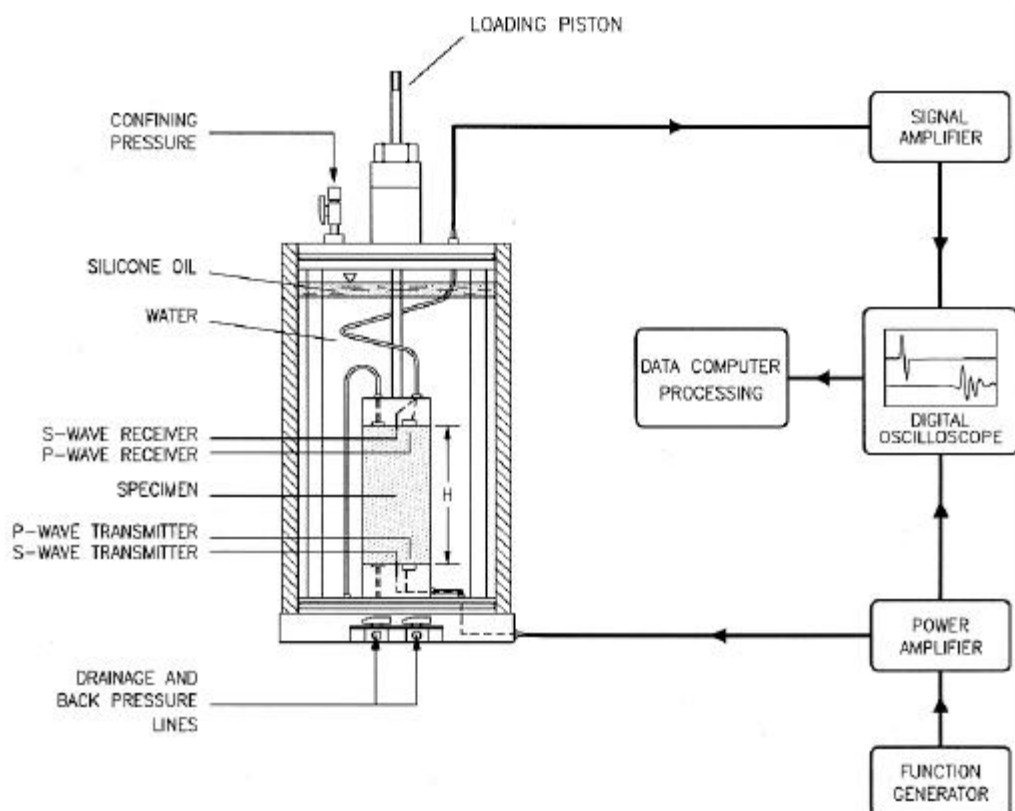 LOADING PISTON
CONFINING
PRESSURE
SIGNAL
AMPLIFIER
SILICONE OIL
WATER
DATA COMPUTER
PROCESSING
DIGITAL
OSCILLOSCOPE
S-WAVE RECEIVER
P-WAVE RECEIVER
SPECIMEN
H
P-WAVE TRANSMITTER
S-WAVE TRANSMITTER
POWER
AMPLIFIER
DRAINAGE AND
BACK PRESSURE
LINES
FUNCTION
GENERATOR